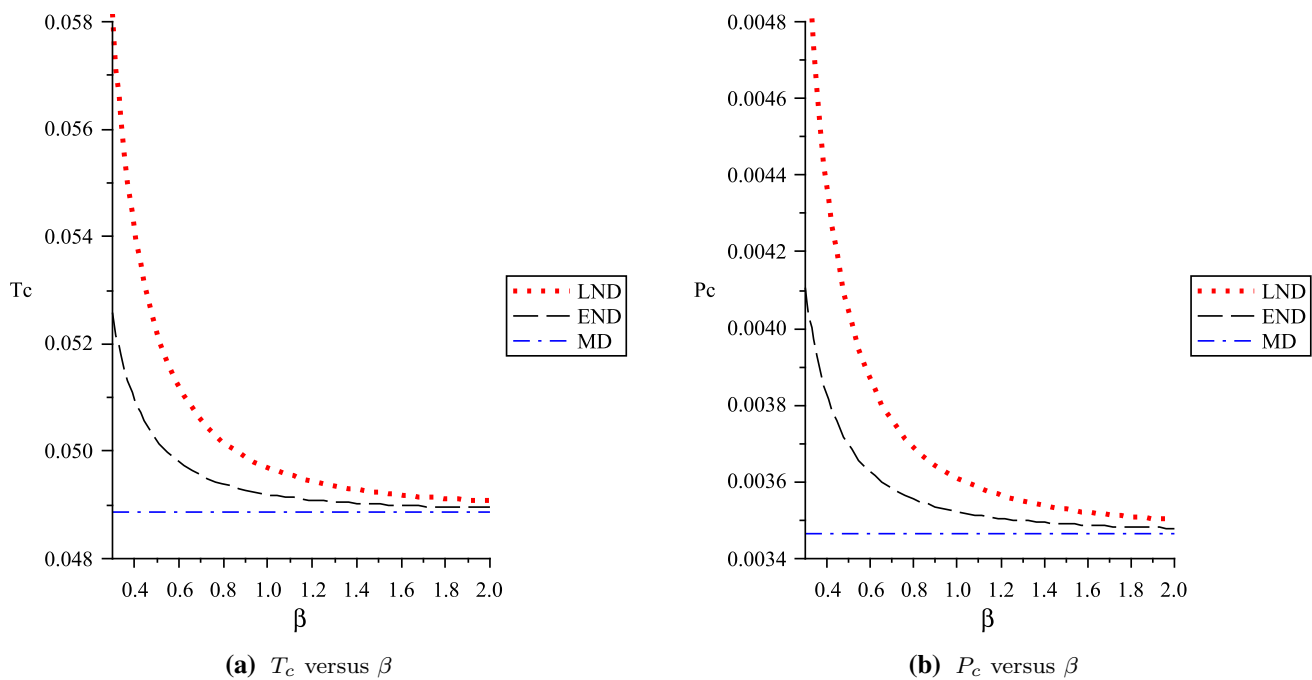 0.058
0.056
0.054
Tc
0.052
0.050
0.048
0.4 0.6 0.8 1.0 1.2 1.4 1.6 1.8 2.0
β
LND
END
MD
(a) T_c versus β
0.0048
0.0046
0.0044
0.0042
Pc
0.0040
0.0038
0.0036
0.0034
0.4 0.6 0.8 1.0 1.2 1.4 1.6 1.8 2.0
β
LND
END
MD
(b) P_c versus β